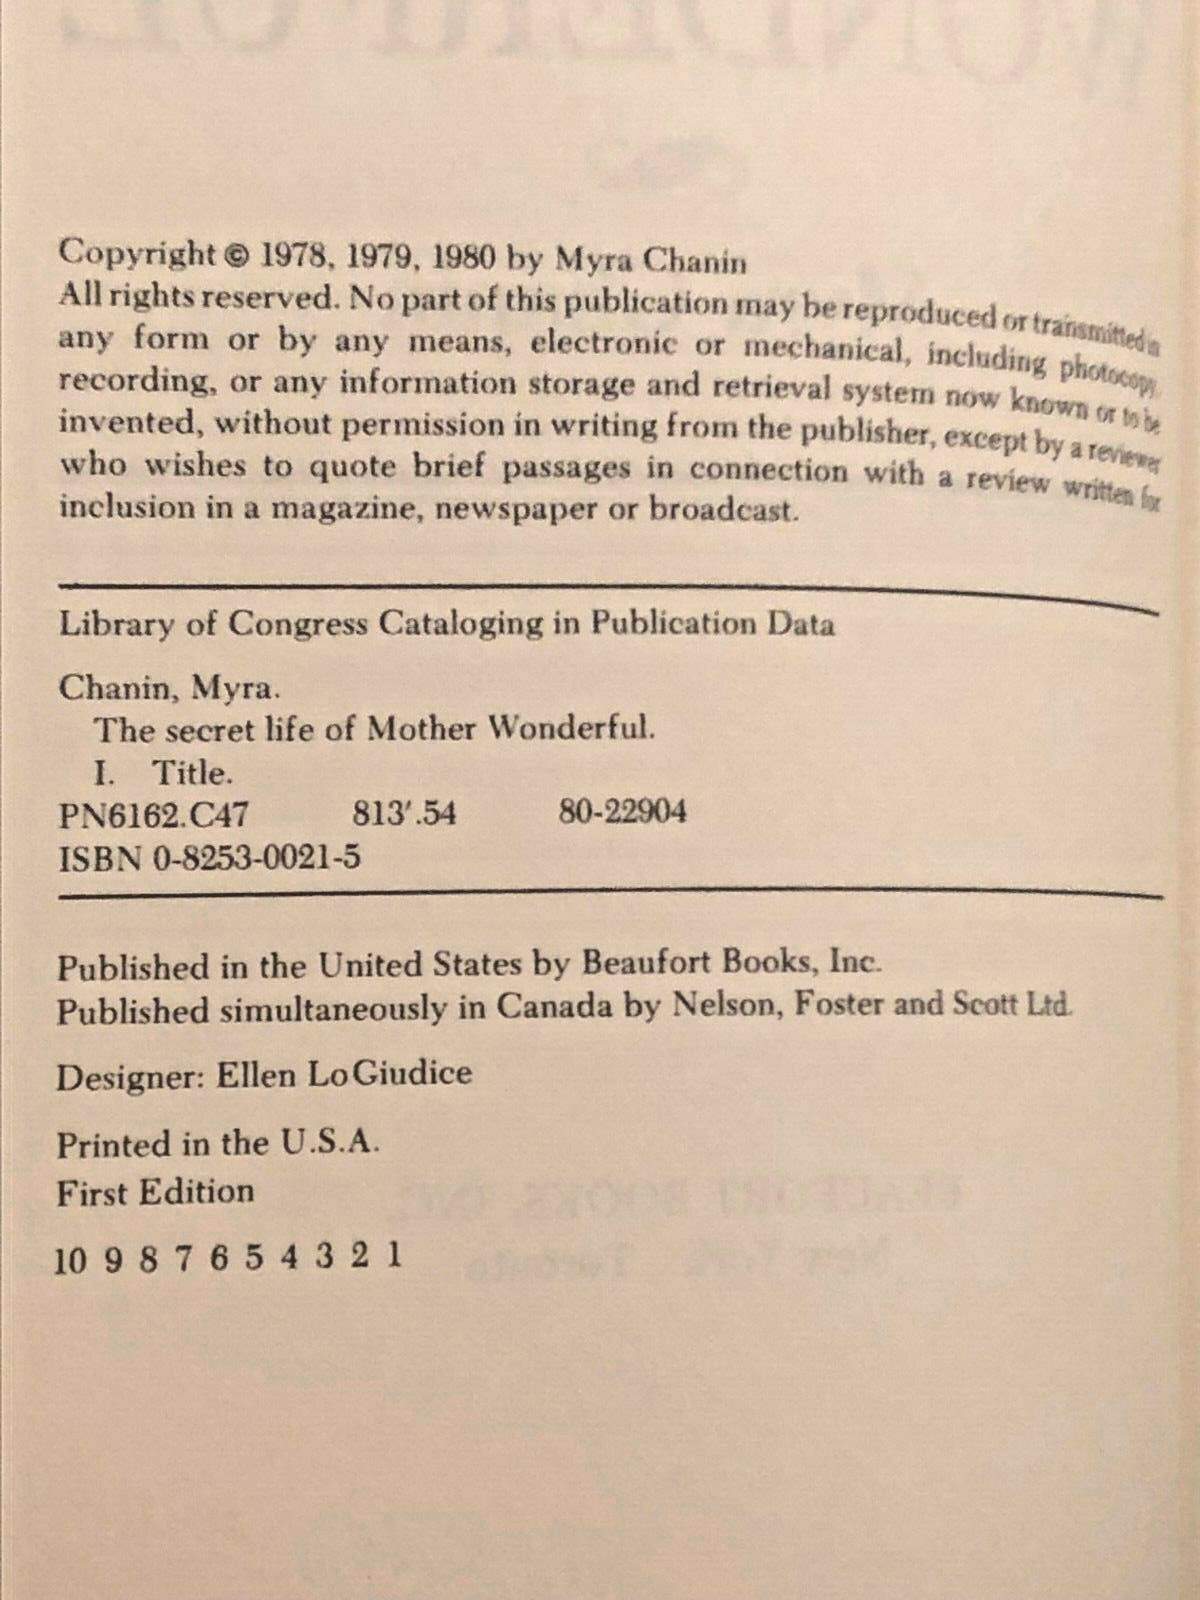 Copyright © 1978, 1979, 1980 by Myra Chanin
All rights reserved. No part of this publication may be reproduced or transmitted in
any form or by any means, electronic or mechanical, including photocopy,
recording, or any information storage and retrieval system now known or to be
invented, without permission in writing from the publisher, except by a reviewer
who wishes to quote brief passages in connection with a review written for
inclusion in a magazine, newspaper or broadcast.
Library of Congress Cataloging in Publication Data
Chanin, Myra.
The secret life of Mother Wonderful.
I. Title.
PN6162.C47 813'.54 80-22904
ISBN 0-8253-0021-5
Published in the United States by Beaufort Books, Inc.
Published simultaneously in Canada by Nelson, Foster and Scott Ltd.
Designer: Ellen LoGiudice
Printed in the U.S.A.
First Edition
10 9 8 7 6 5 4 3 2 1